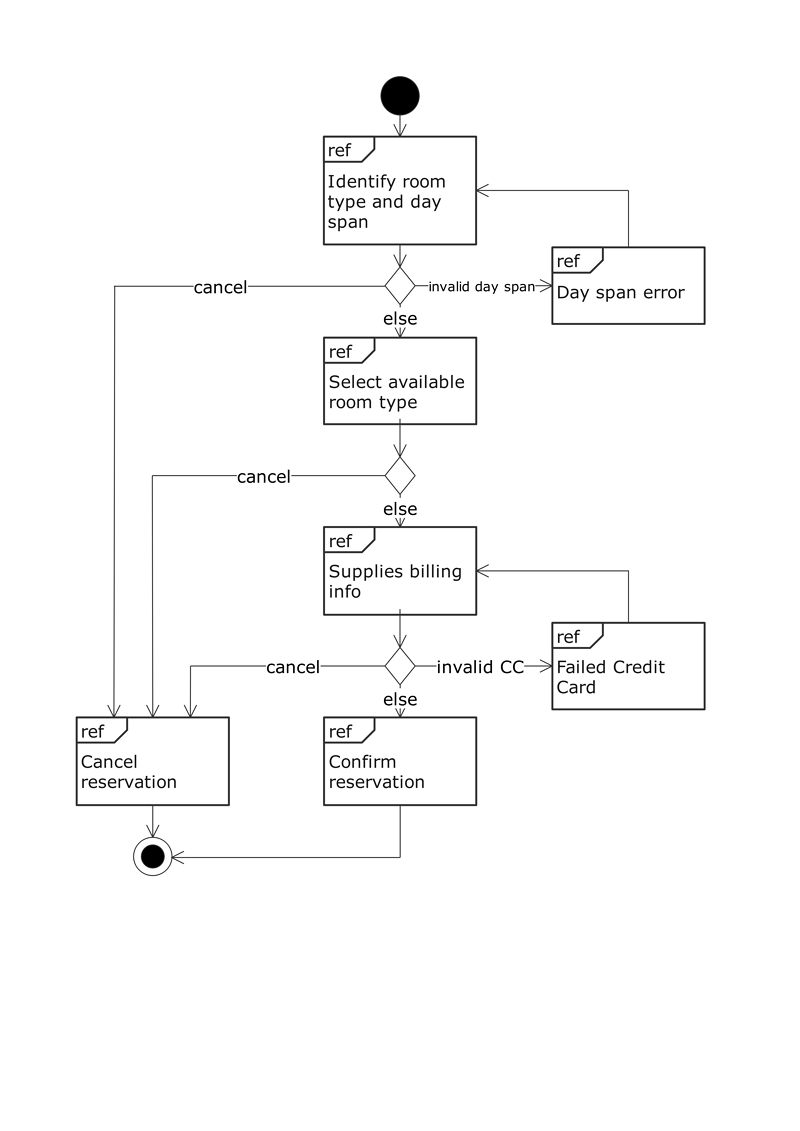 ref
Identify room
type and day
span
ref
Day span error
cancel
invalid day span
else
ref
Select available
room type
cancel
else
ref
Supplies billing
info
ref
Failed Credit
Card
cancel
invalid CC
else
ref
Cancel
reservation
ref
Confirm
reservation